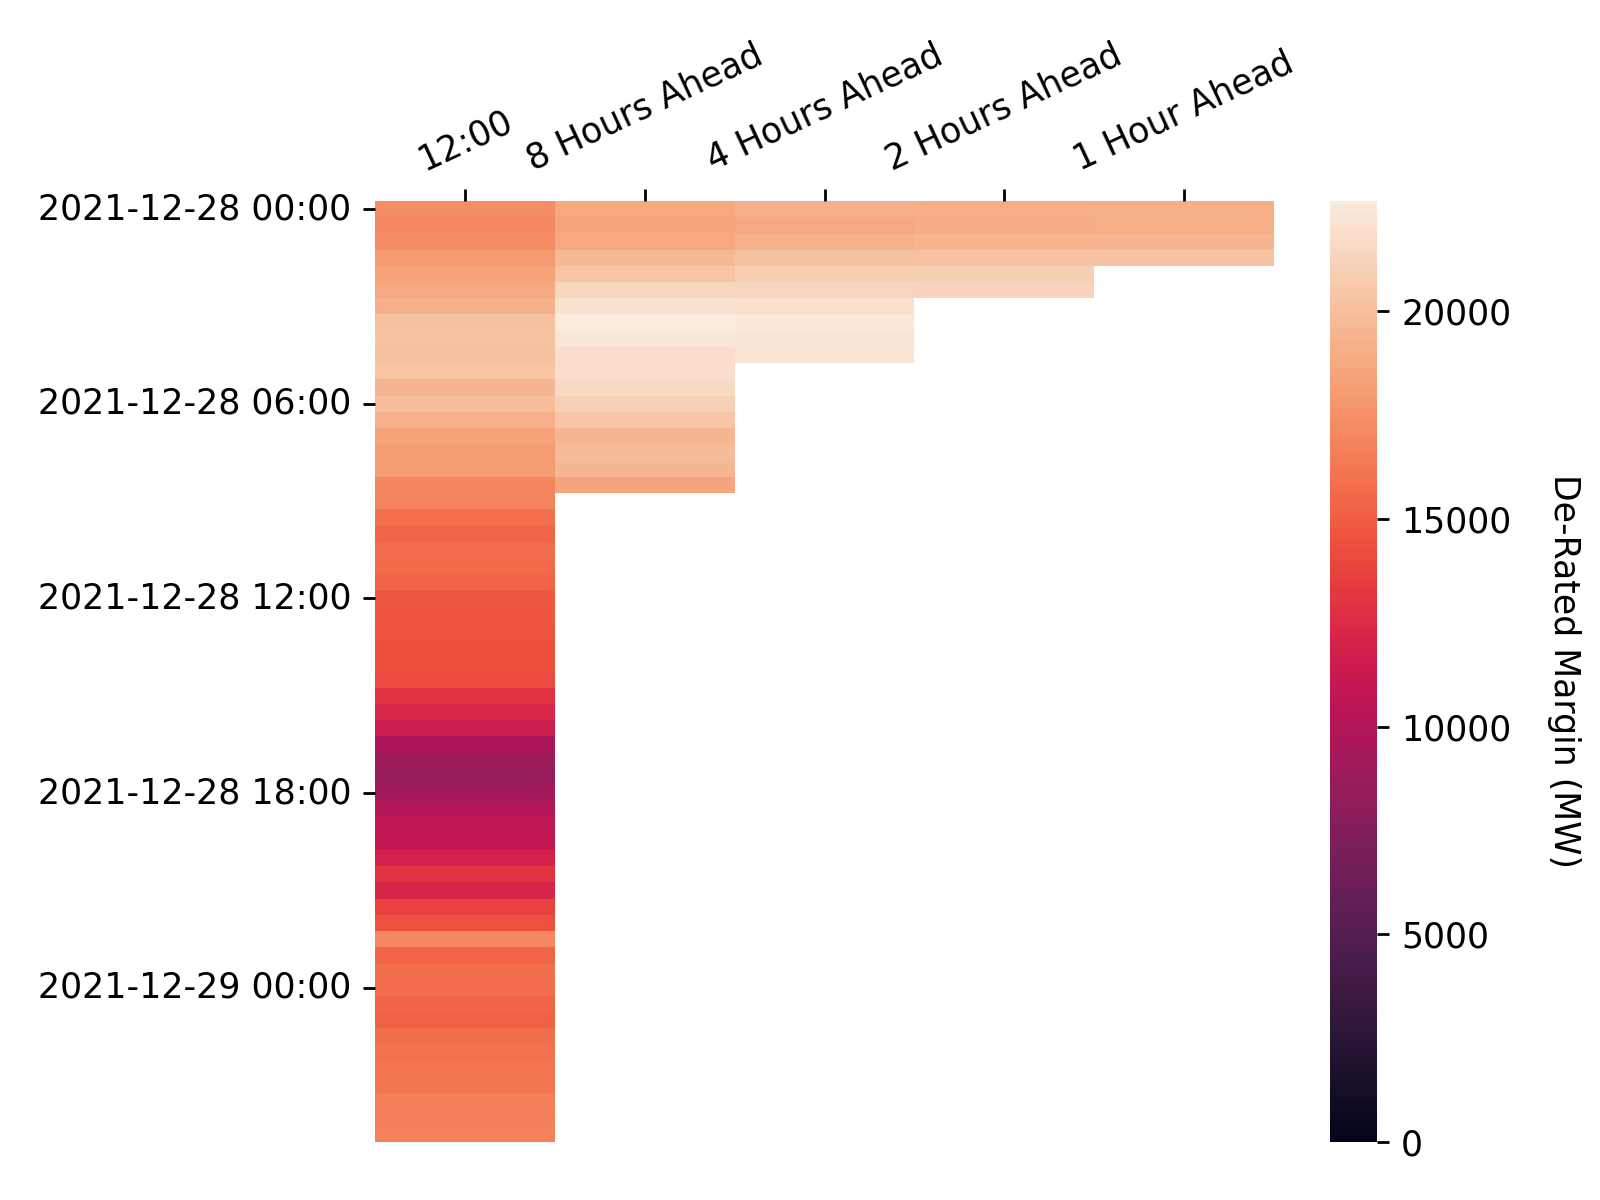 12:00
8 Hours Ahead
4 Hours Ahead
2 Hours Ahead
1 Hour Ahead
2021-12-28 00:00
2021-12-28 06:00
2021-12-28 12:00
2021-12-28 18:00
2021-12-29 00:00
20000
15000
10000
5000
0
De-Rated Margin (MW)